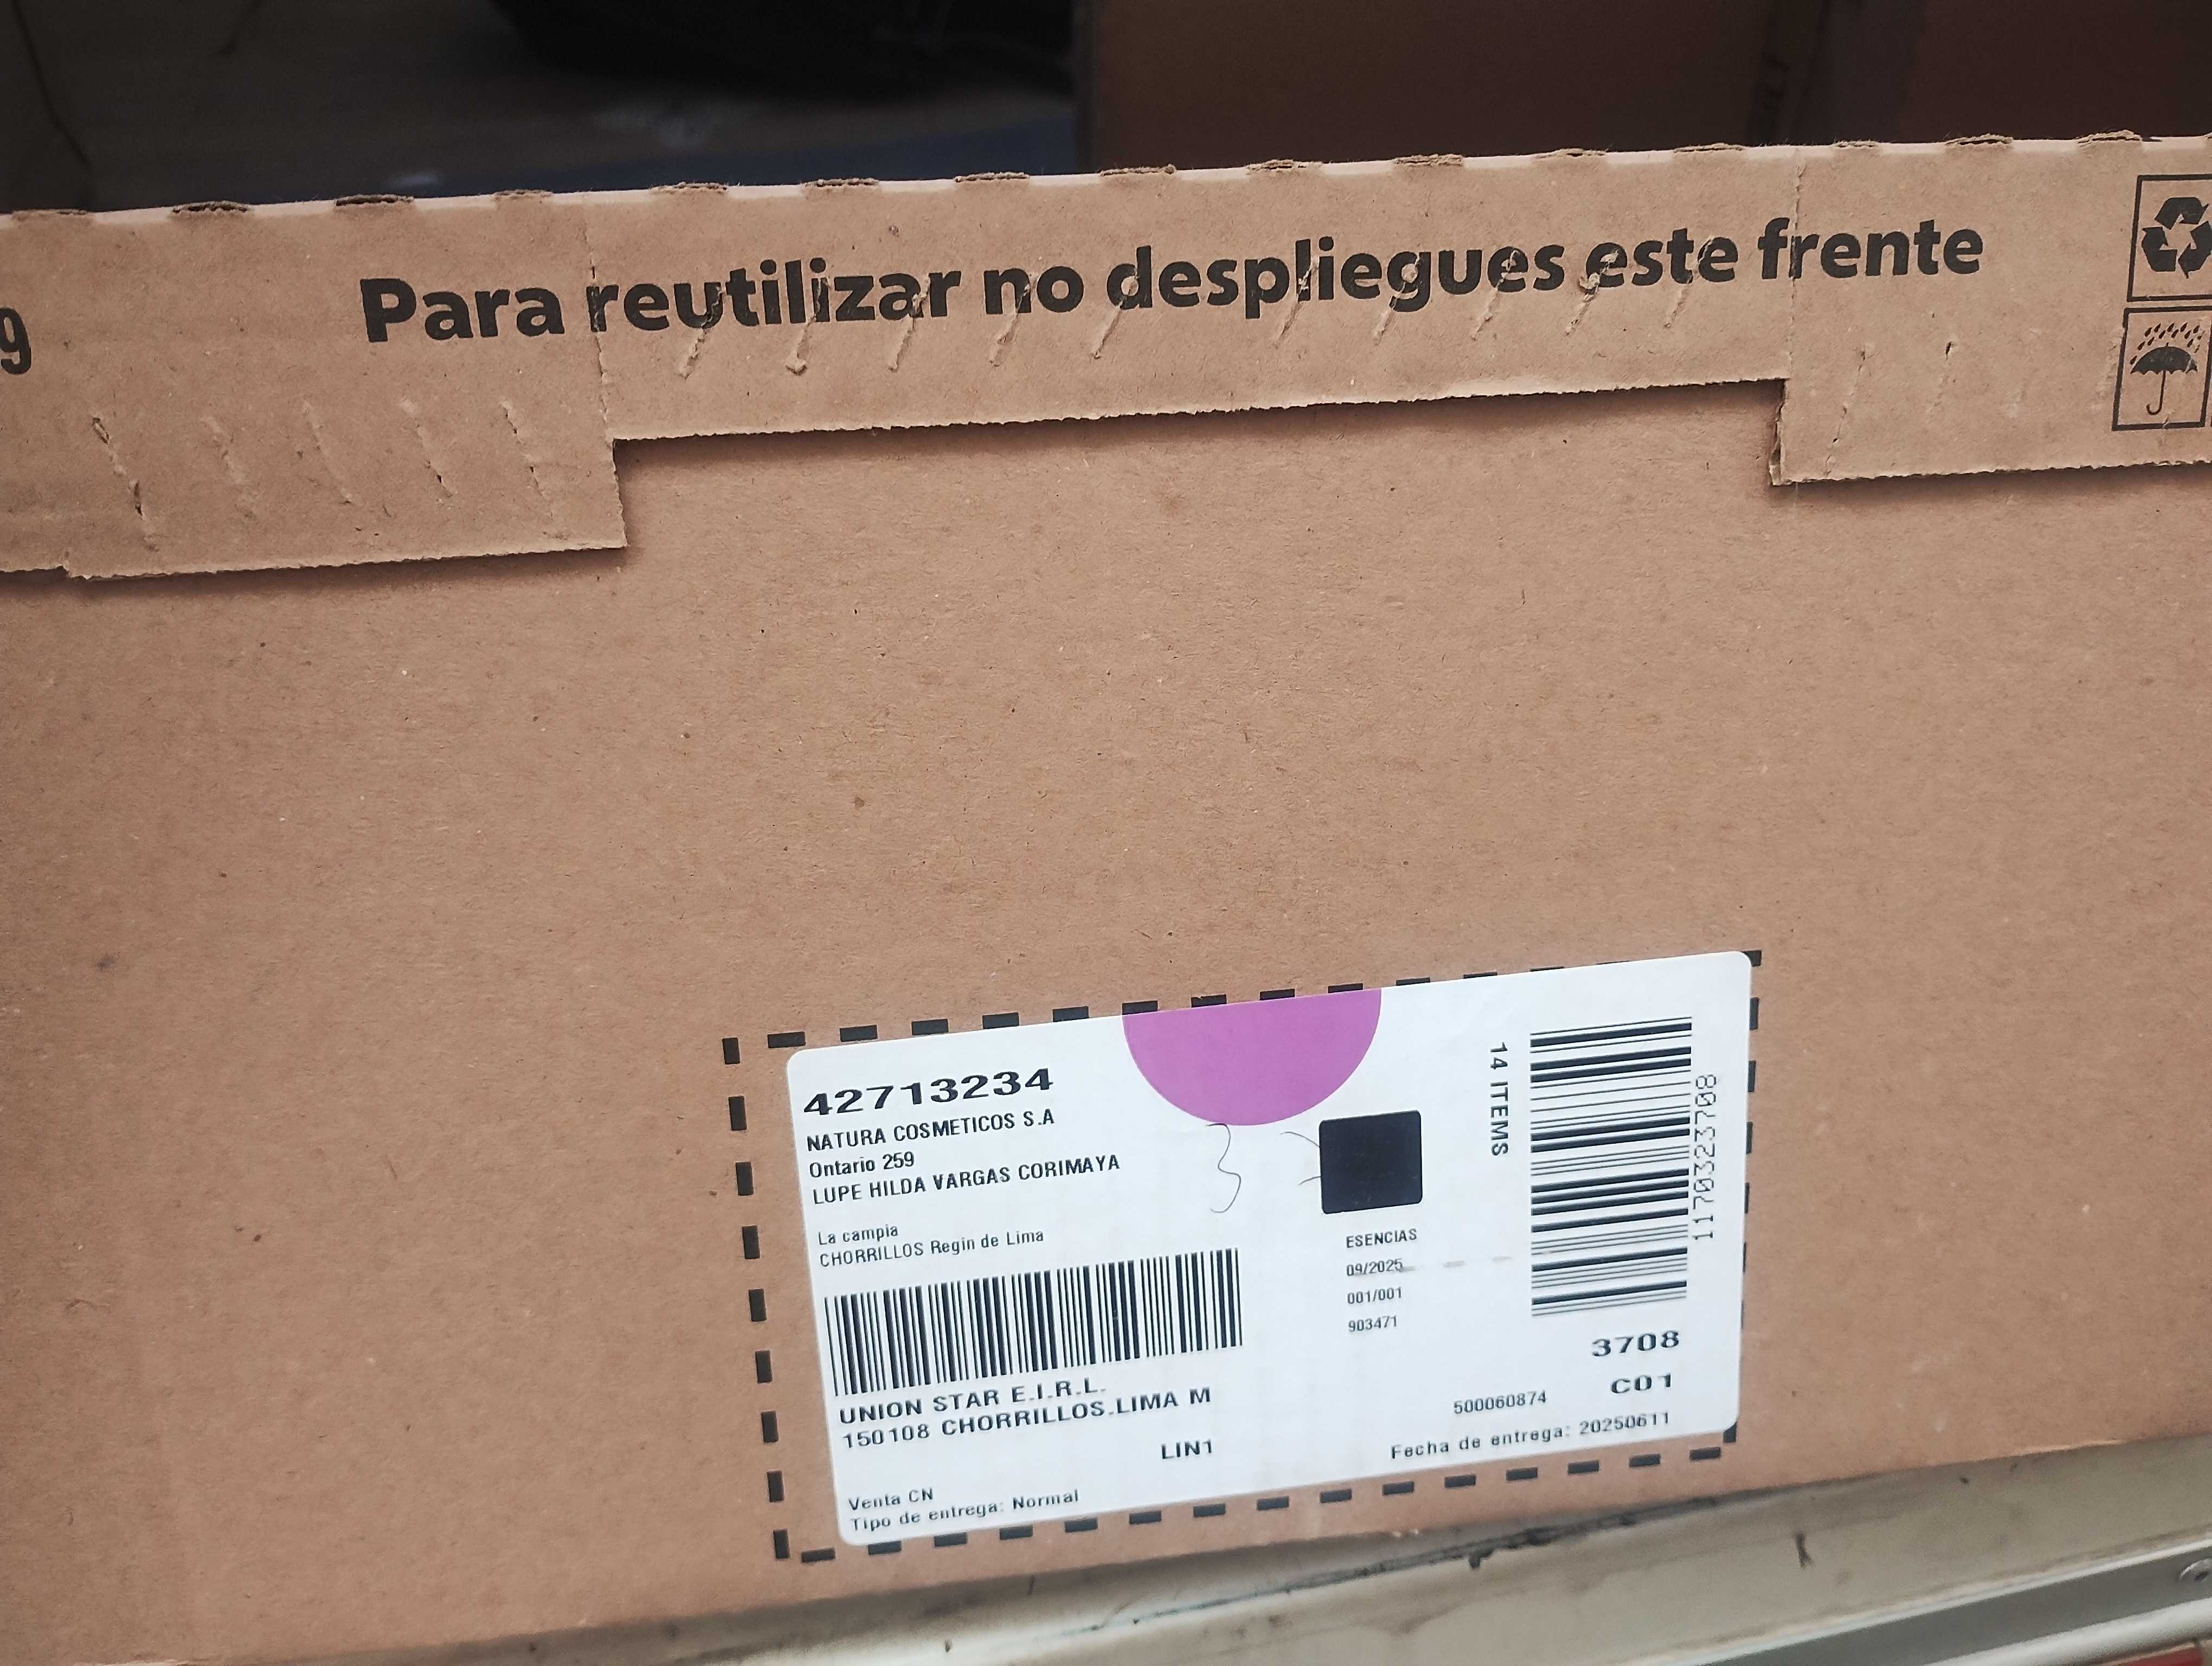 9
Para reutilizar no despliegues este frente
42713234
NATURA COSMETICOS S.A
Ontario 259
LUPE HILDA VARGAS CORIMAYA
La campia
CHORRILLOS Regin de Lima
UNION STAR E.I.R.L.
150108 CHORRILLOS.LIMA M
LIN1
Venta CN
Tipo de entrega: Normal
3
ESENCIAS
09/2025
001/001
903471
14 ITEMS
1170323708
3708
C01
500060874
Fecha de entrega: 20250611